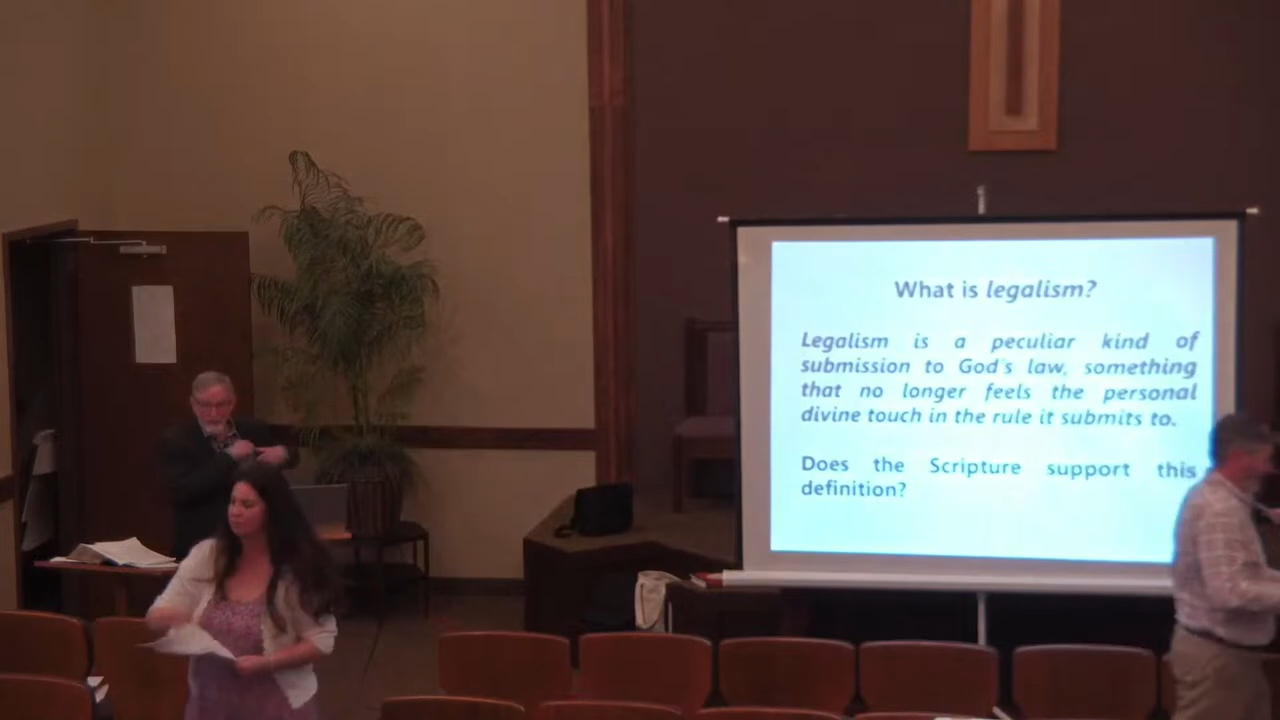 What is legalism?
Legalism is a peculiar kind of
submission to God's law, something
that no longer feels the personal
divine touch in the rule it submits to.
Does the Scripture support this
definition?